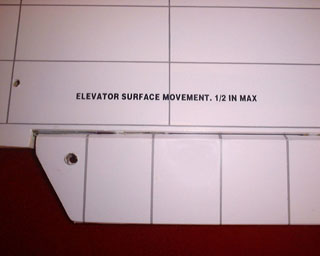 ELEVATOR SURFACE MOVEMENT. 1/2 IN MAX